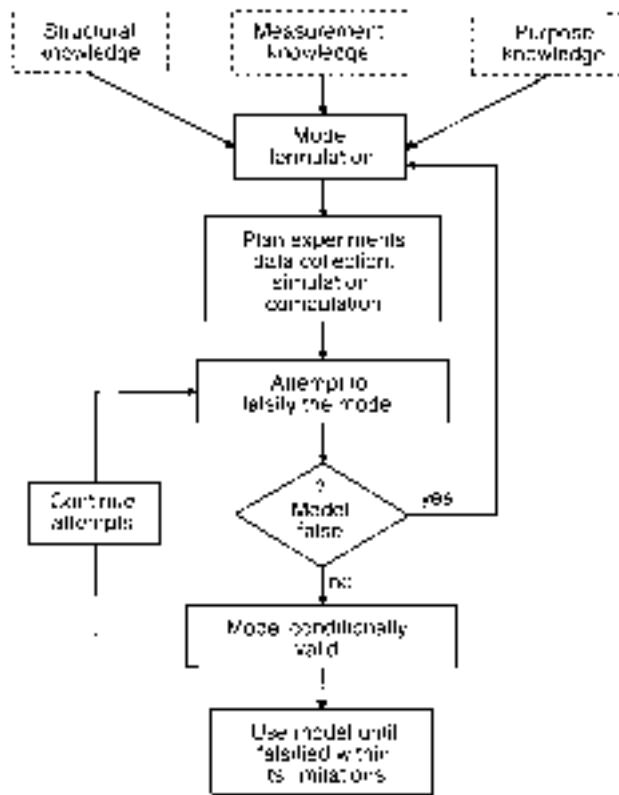 Structural
knowledge
Measurement
knowledge
Purpose
knowledge
Model
formulation
Plan experiments
data collection,
simulation
computation
Attempt to
falsify the model
?
Model
false
yes
no
Continue
attempts
Model conditionally
valid
Use model until
falsified within
its limitations